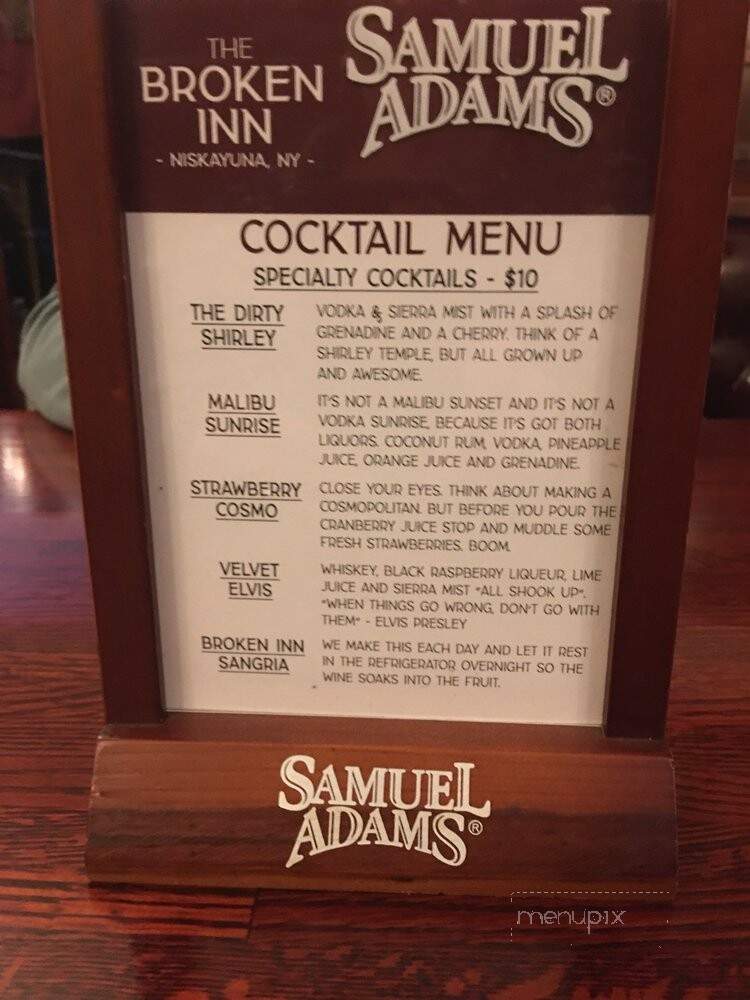 THE
BROKEN
INN
- NISKAYUNA, NY -
SAMUEL
ADAMS®
COCKTAIL MENU
SPECIALTY COCKTAILS - $10
THE DIRTY
SHIRLEY
VODKA & SIERRA MIST WITH A SPLASH OF
GRENADINE AND A CHERRY. THINK OF A
SHIRLEY TEMPLE, BUT ALL GROWN UP
AND AWESOME.
MALIBU
SUNRISE
IT'S NOT A MALIBU SUNSET AND IT'S NOT A
VODKA SUNRISE, BECAUSE IT'S GOT BOTH
LIQUORS. COCONUT RUM, VODKA, PINEAPPLE
JUICE, ORANGE JUICE AND GRENADINE.
STRAWBERRY
COSMO
CLOSE YOUR EYES. THINK ABOUT MAKING A
COSMOPOLITAN. BUT BEFORE YOU POUR THE
CRANBERRY JUICE STOP AND MUDDLE SOME
FRESH STRAWBERRIES. BOOM.
VELVET
ELVIS
WHISKEY, BLACK RASPBERRY LIQUEUR, LIME
JUICE AND SIERRA MIST "ALL SHOOK UP".
"WHEN THINGS GO WRONG, DON'T GO WITH
THEM" - ELVIS PRESLEY
BROKEN INN
SANGRIA
WE MAKE THIS EACH DAY AND LET IT REST
IN THE REFRIGERATOR OVERNIGHT SO THE
WINE SOAKS INTO THE FRUIT.
SAMUEL
ADAMS®
menupix